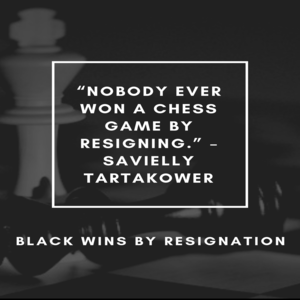 “NOBODY EVER
WON A CHESS
GAME BY
RESIGNING.” –
SAVIELLY
TARTAKOWER
BLACK WINS BY RESIGNATION